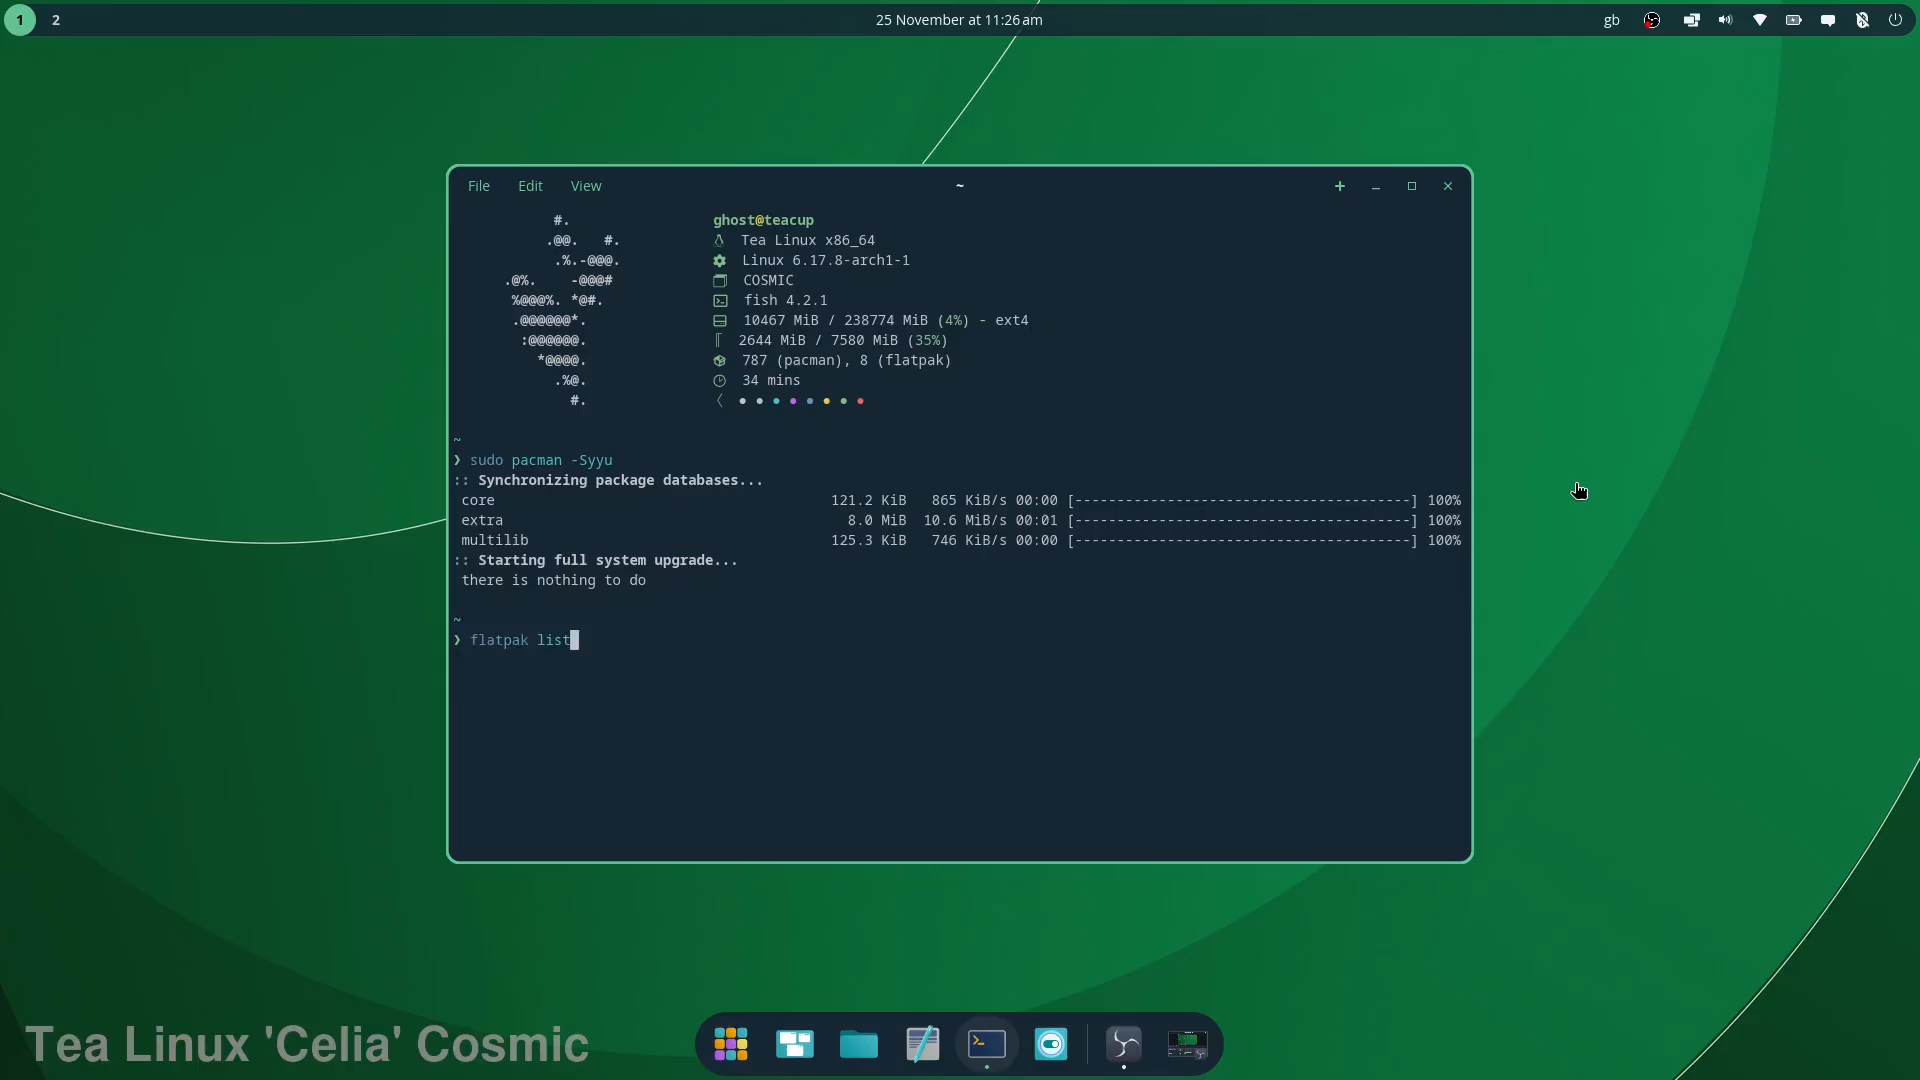 1 2 25 November at 11:26 am gb
File Edit View ~
#. ghost@teacup
.@@. #. Tea Linux x86_64
.%.-@@@. Linux 6.17.8-arch1-1
.@%. -@@@# COSMIC
%@@@%. *@#. fish 4.2.1
.@@@@@@*. 10467 MiB / 238774 MiB (4%) - ext4
:@@@@@@. 2644 MiB / 7580 MiB (35%)
*@@@@. 787 (pacman), 8 (flatpak)
.%@. 34 mins
#.
~
❯ sudo pacman -Syyu
:: Synchronizing package databases...
core 121.2 KiB 865 KiB/s 00:00 [----------------------------------------] 100%
extra 8.0 MiB 10.6 MiB/s 00:01 [----------------------------------------] 100%
multilib 125.3 KiB 746 KiB/s 00:00 [----------------------------------------] 100%
:: Starting full system upgrade...
there is nothing to do
~
❯ flatpak list
Tea Linux 'Celia' Cosmic